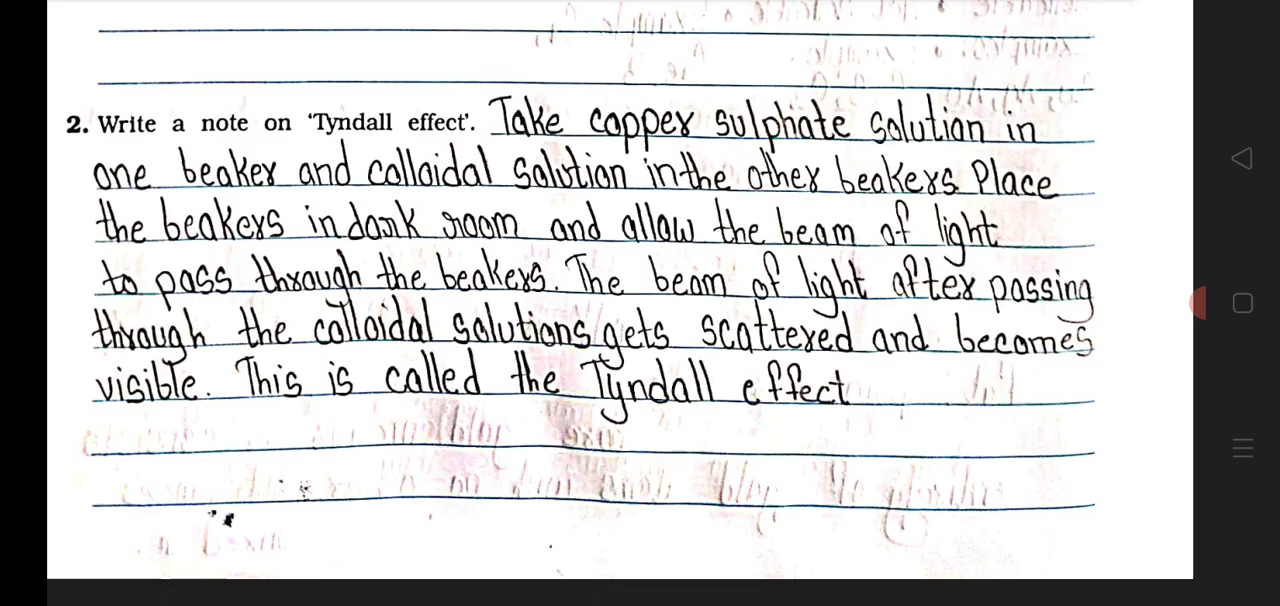 2. Write a note on 'Tyndall effect'. Take copper sulphate solution in
one beaker and colloidal solution in the other beakers. Place
the beakers in dark room and allow the beam of light
to pass through the beakers. The beam of light after passing
through the colloidal solutions gets scattered and becomes
visible. This is called the Tyndall effect